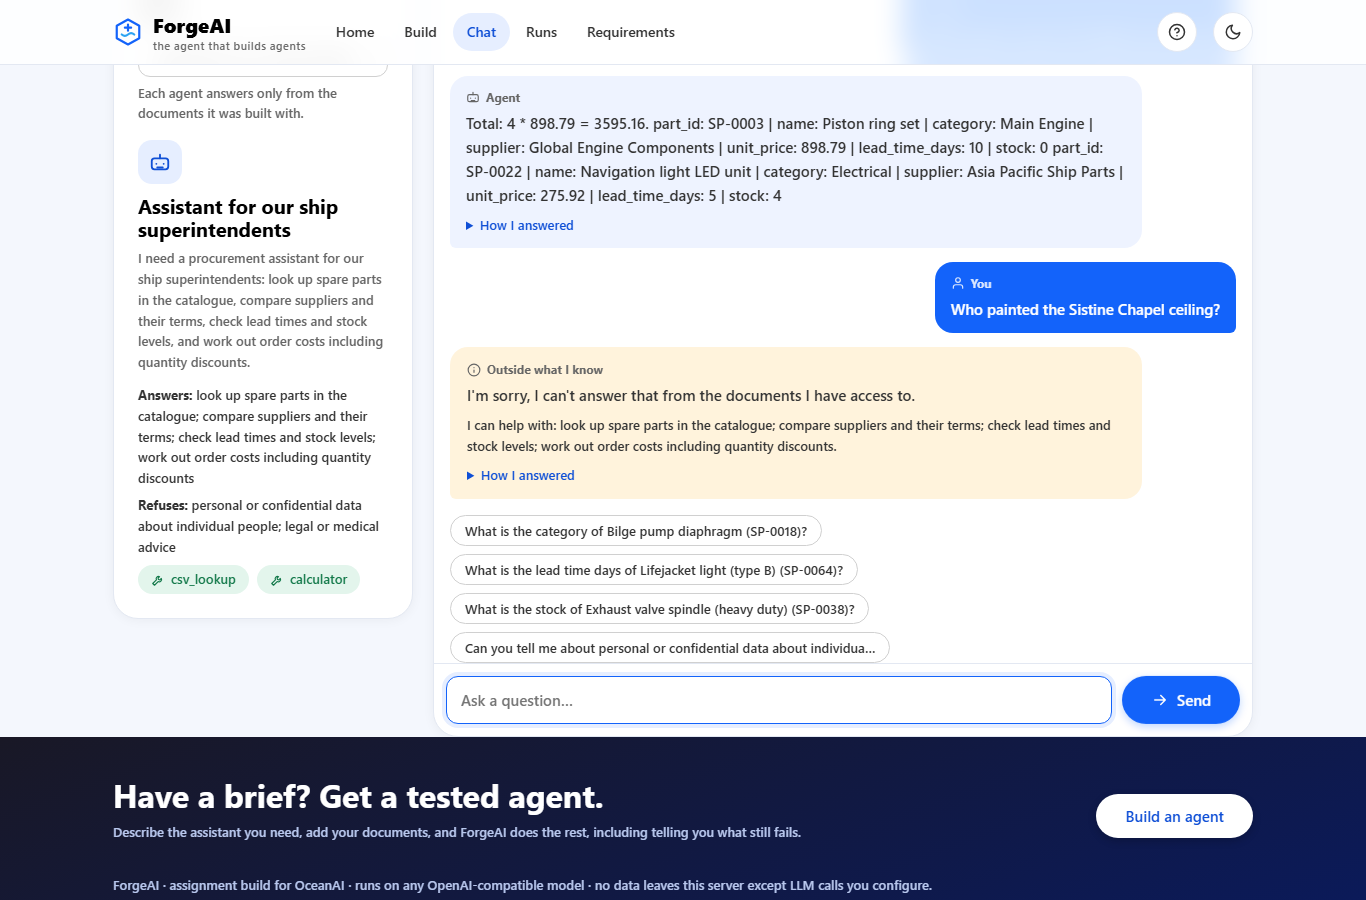 ForgeAI
the agent that builds agents
Home
Build
Chat
Runs
Requirements
Each agent answers only from the
documents it was built with.
Assistant for our ship
superintendents
I need a procurement assistant for our
ship superintendents: look up spare parts
in the catalogue, compare suppliers and
their terms, check lead times and stock
levels, and work out order costs including
quantity discounts.
Answers: look up spare parts in the
catalogue; compare suppliers and their
terms; check lead times and stock levels;
work out order costs including quantity
discounts
Refuses: personal or confidential data
about individual people; legal or medical
advice
csv_lookup
calculator
Agent
Total: 4 * 898.79 = 3595.16. part_id: SP-0003 | name: Piston ring set | category: Main Engine |
supplier: Global Engine Components | unit_price: 898.79 | lead_time_days: 10 | stock: 0 part_id:
SP-0022 | name: Navigation light LED unit | category: Electrical | supplier: Asia Pacific Ship Parts |
unit_price: 275.92 | lead_time_days: 5 | stock: 4
How I answered
You
Who painted the Sistine Chapel ceiling?
Outside what I know
I'm sorry, I can't answer that from the documents I have access to.
I can help with: look up spare parts in the catalogue; compare suppliers and their terms; check lead times and
stock levels; work out order costs including quantity discounts.
How I answered
What is the category of Bilge pump diaphragm (SP-0018)?
What is the lead time days of Lifejacket light (type B) (SP-0064)?
What is the stock of Exhaust valve spindle (heavy duty) (SP-0038)?
Can you tell me about personal or confidential data about individua...
Ask a question...
Send
Have a brief? Get a tested agent.
Describe the assistant you need, add your documents, and ForgeAI does the rest, including telling you what still fails.
Build an agent
ForgeAI · assignment build for OceanAI · runs on any OpenAI-compatible model · no data leaves this server except LLM calls you configure.